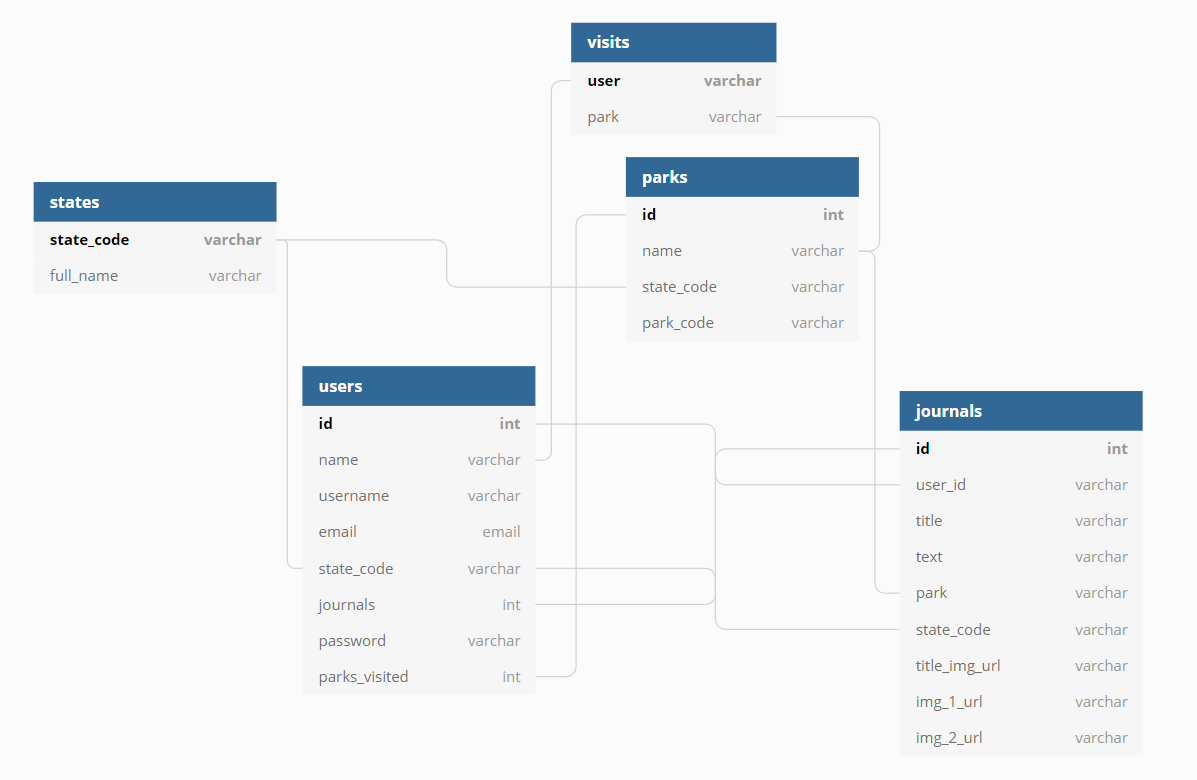 visits
user varchar
park varchar
parks
id int
name varchar
state_code varchar
park_code varchar
states
state_code varchar
full_name varchar
users
id int
name varchar
username varchar
email email
state_code varchar
journals int
password varchar
parks_visited int
journals
id int
user_id varchar
title varchar
text varchar
park varchar
state_code varchar
title_img_url varchar
img_1_url varchar
img_2_url varchar